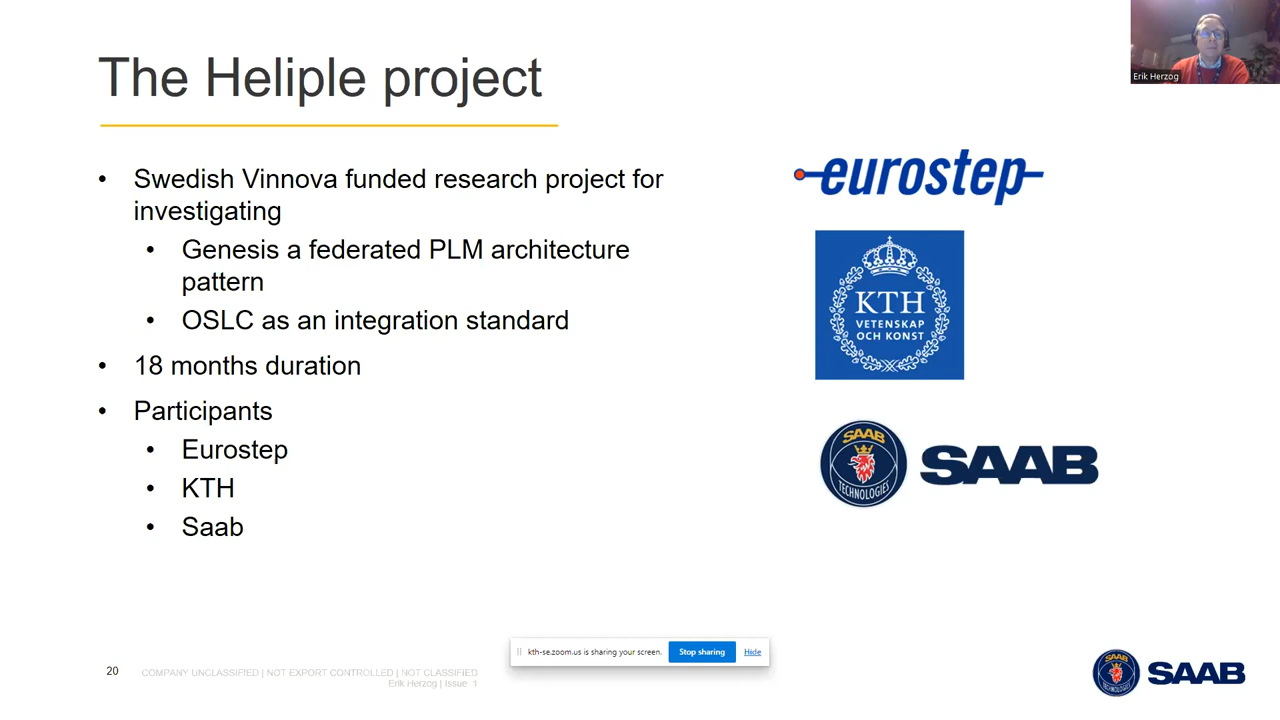 The Heliple project
Erik Herzog
• Swedish Vinnova funded research project for
investigating
• Genesis a federated PLM architecture
pattern
• OSLC as an integration standard
• 18 months duration
• Participants
• Eurostep
• KTH
• Saab
eurostep
KTH
VETENSKAP
OCH KONST
SAAB
TECHNOLOGIES
SAAB
kth-se.zoom.us is sharing your screen.
Stop sharing
Hide
20
COMPANY UNCLASSIFIED | NOT EXPORT CONTROLLED | NOT CLASSIFIED
Erik Herzog | Issue 1
SAAB
TECHNOLOGIES
SAAB